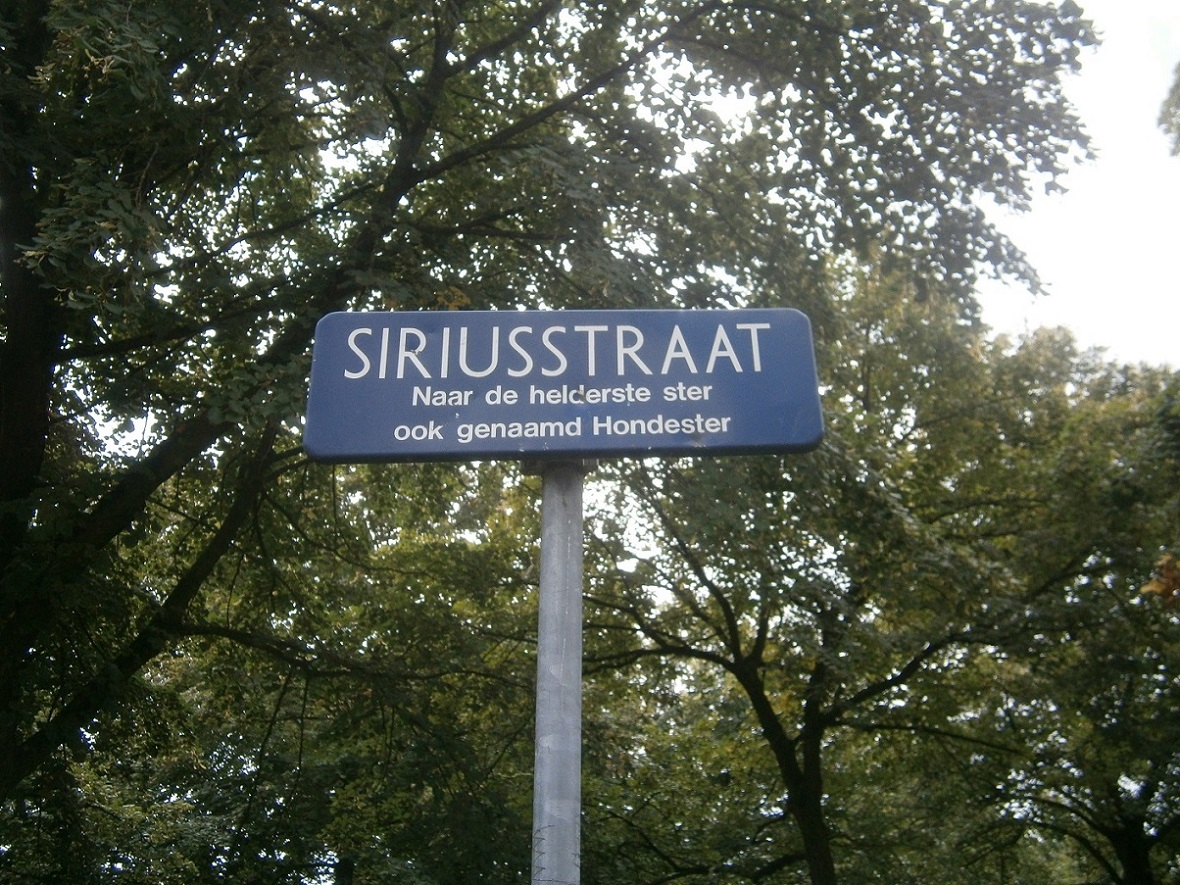 SIRIUSSTRAAT
Naar de helderste ster
ook genaamd Hondester